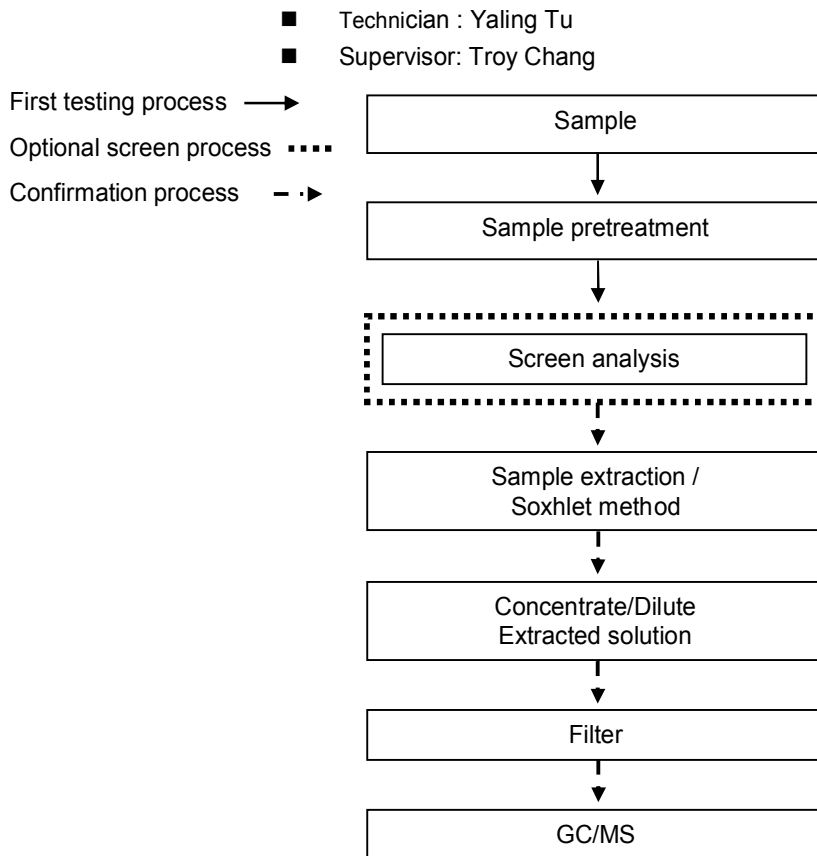 ■ Technician : Yaling Tu
■ Supervisor: Troy Chang
First testing process
Optional screen process
Confirmation process
Sample
Sample pretreatment
Screen analysis
Sample extraction /
Soxhlet method
Concentrate/Dilute
Extracted solution
Filter
GC/MS